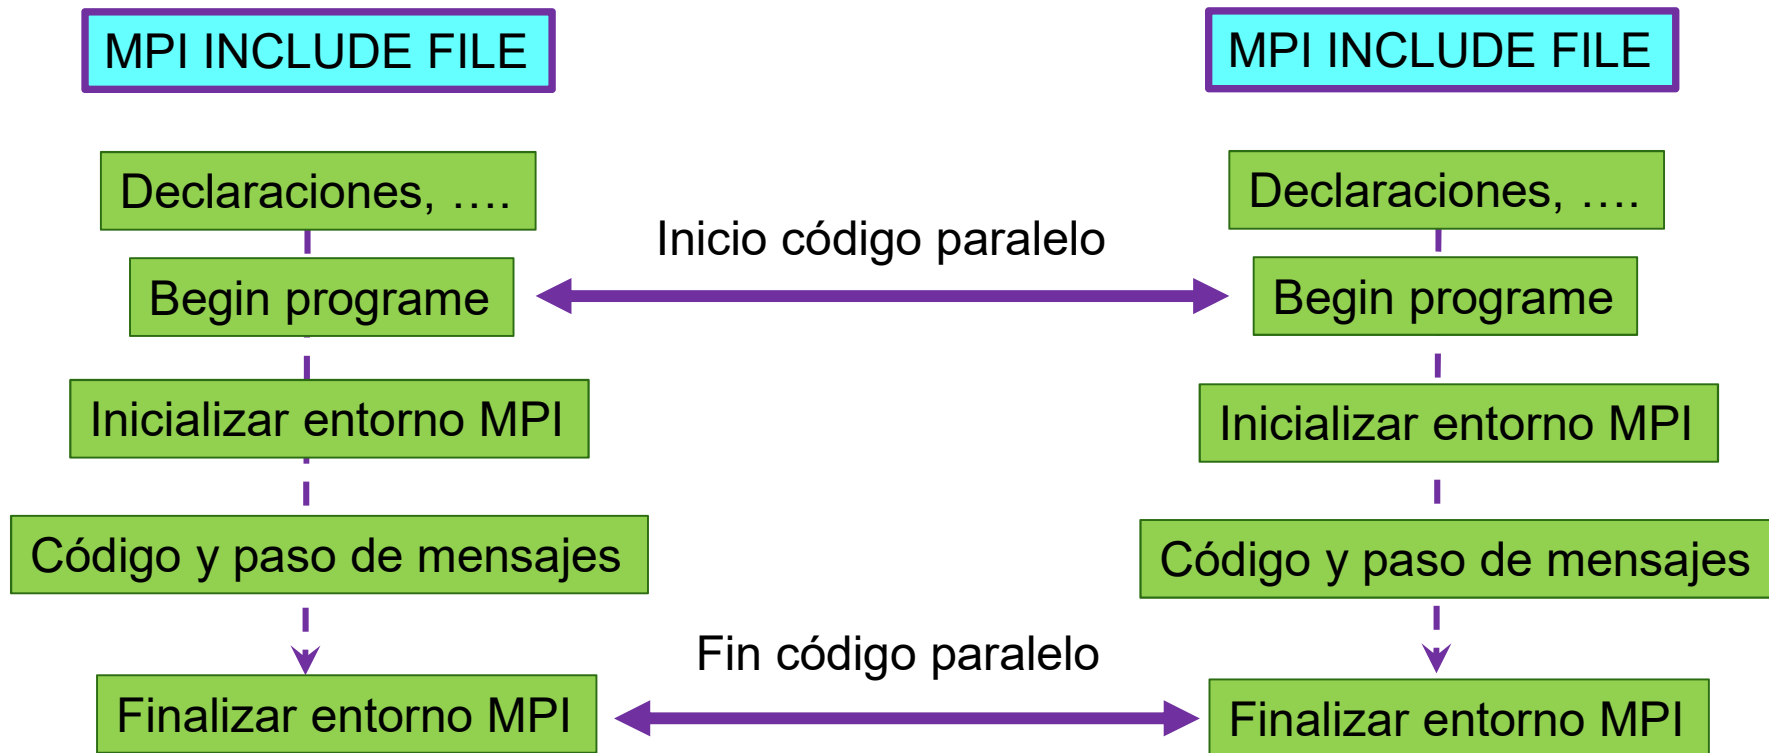 MPI INCLUDE FILE
Declaraciones, ....
Begin programe
Inicializar entorno MPI
Código y paso de mensajes
Finalizar entorno MPI
Inicio código paralelo
Fin código paralelo
MPI INCLUDE FILE
Declaraciones, ....
Begin programe
Inicializar entorno MPI
Código y paso de mensajes
Finalizar entorno MPI